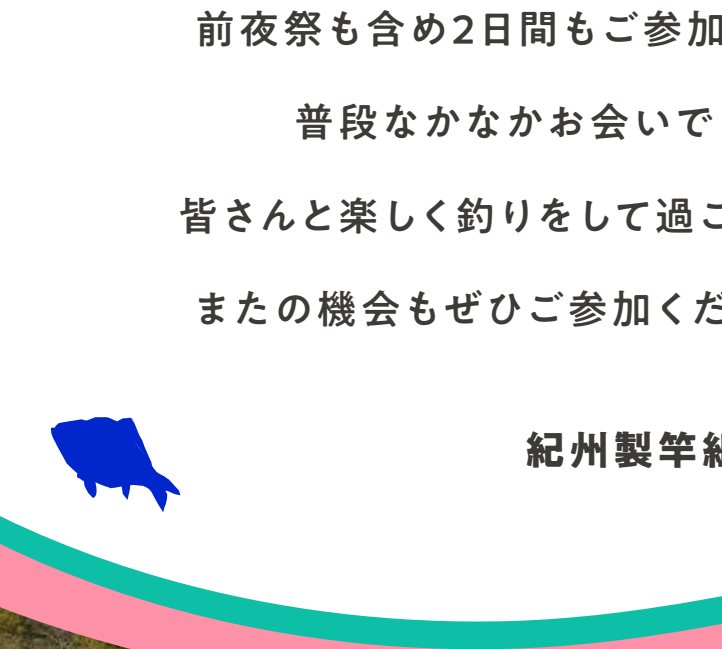 前夜祭も含め2日間もご参加
普段なかなかお会いで
皆さんと楽しく釣りをして過ご
またの機会もぜひご参加くだ
紀州製竿組